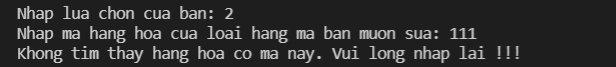 Nhap lua chon cua ban: 2
Nhap ma hang hoa cua loai hang ma ban muon sua: 111
Khong tim thay hang hoa co ma nay. Vui long nhap lai !!!